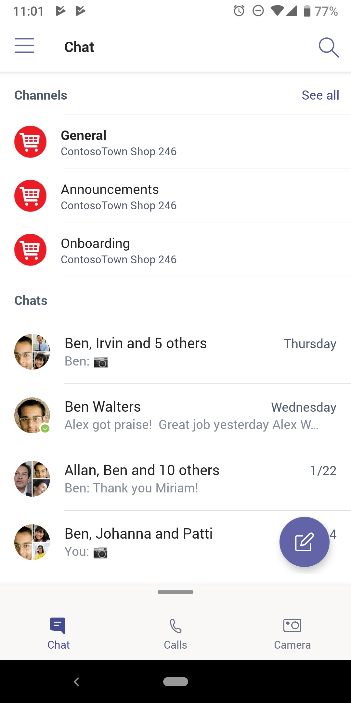 11:01
77%
Chat
Channels
See all
General
ContosoTown Shop 246
Announcements
ContosoTown Shop 246
Onboarding
ContosoTown Shop 246
Chats
Ben, Irvin and 5 others
Thursday
Ben: 📷
Ben Walters
Wednesday
Alex got praise!  Great job yesterday Alex W...
Allan, Ben and 10 others
1/22
Ben: Thank you Miriam!
Ben, Johanna and Patti
4
You: 📷
Chat
Calls
Camera